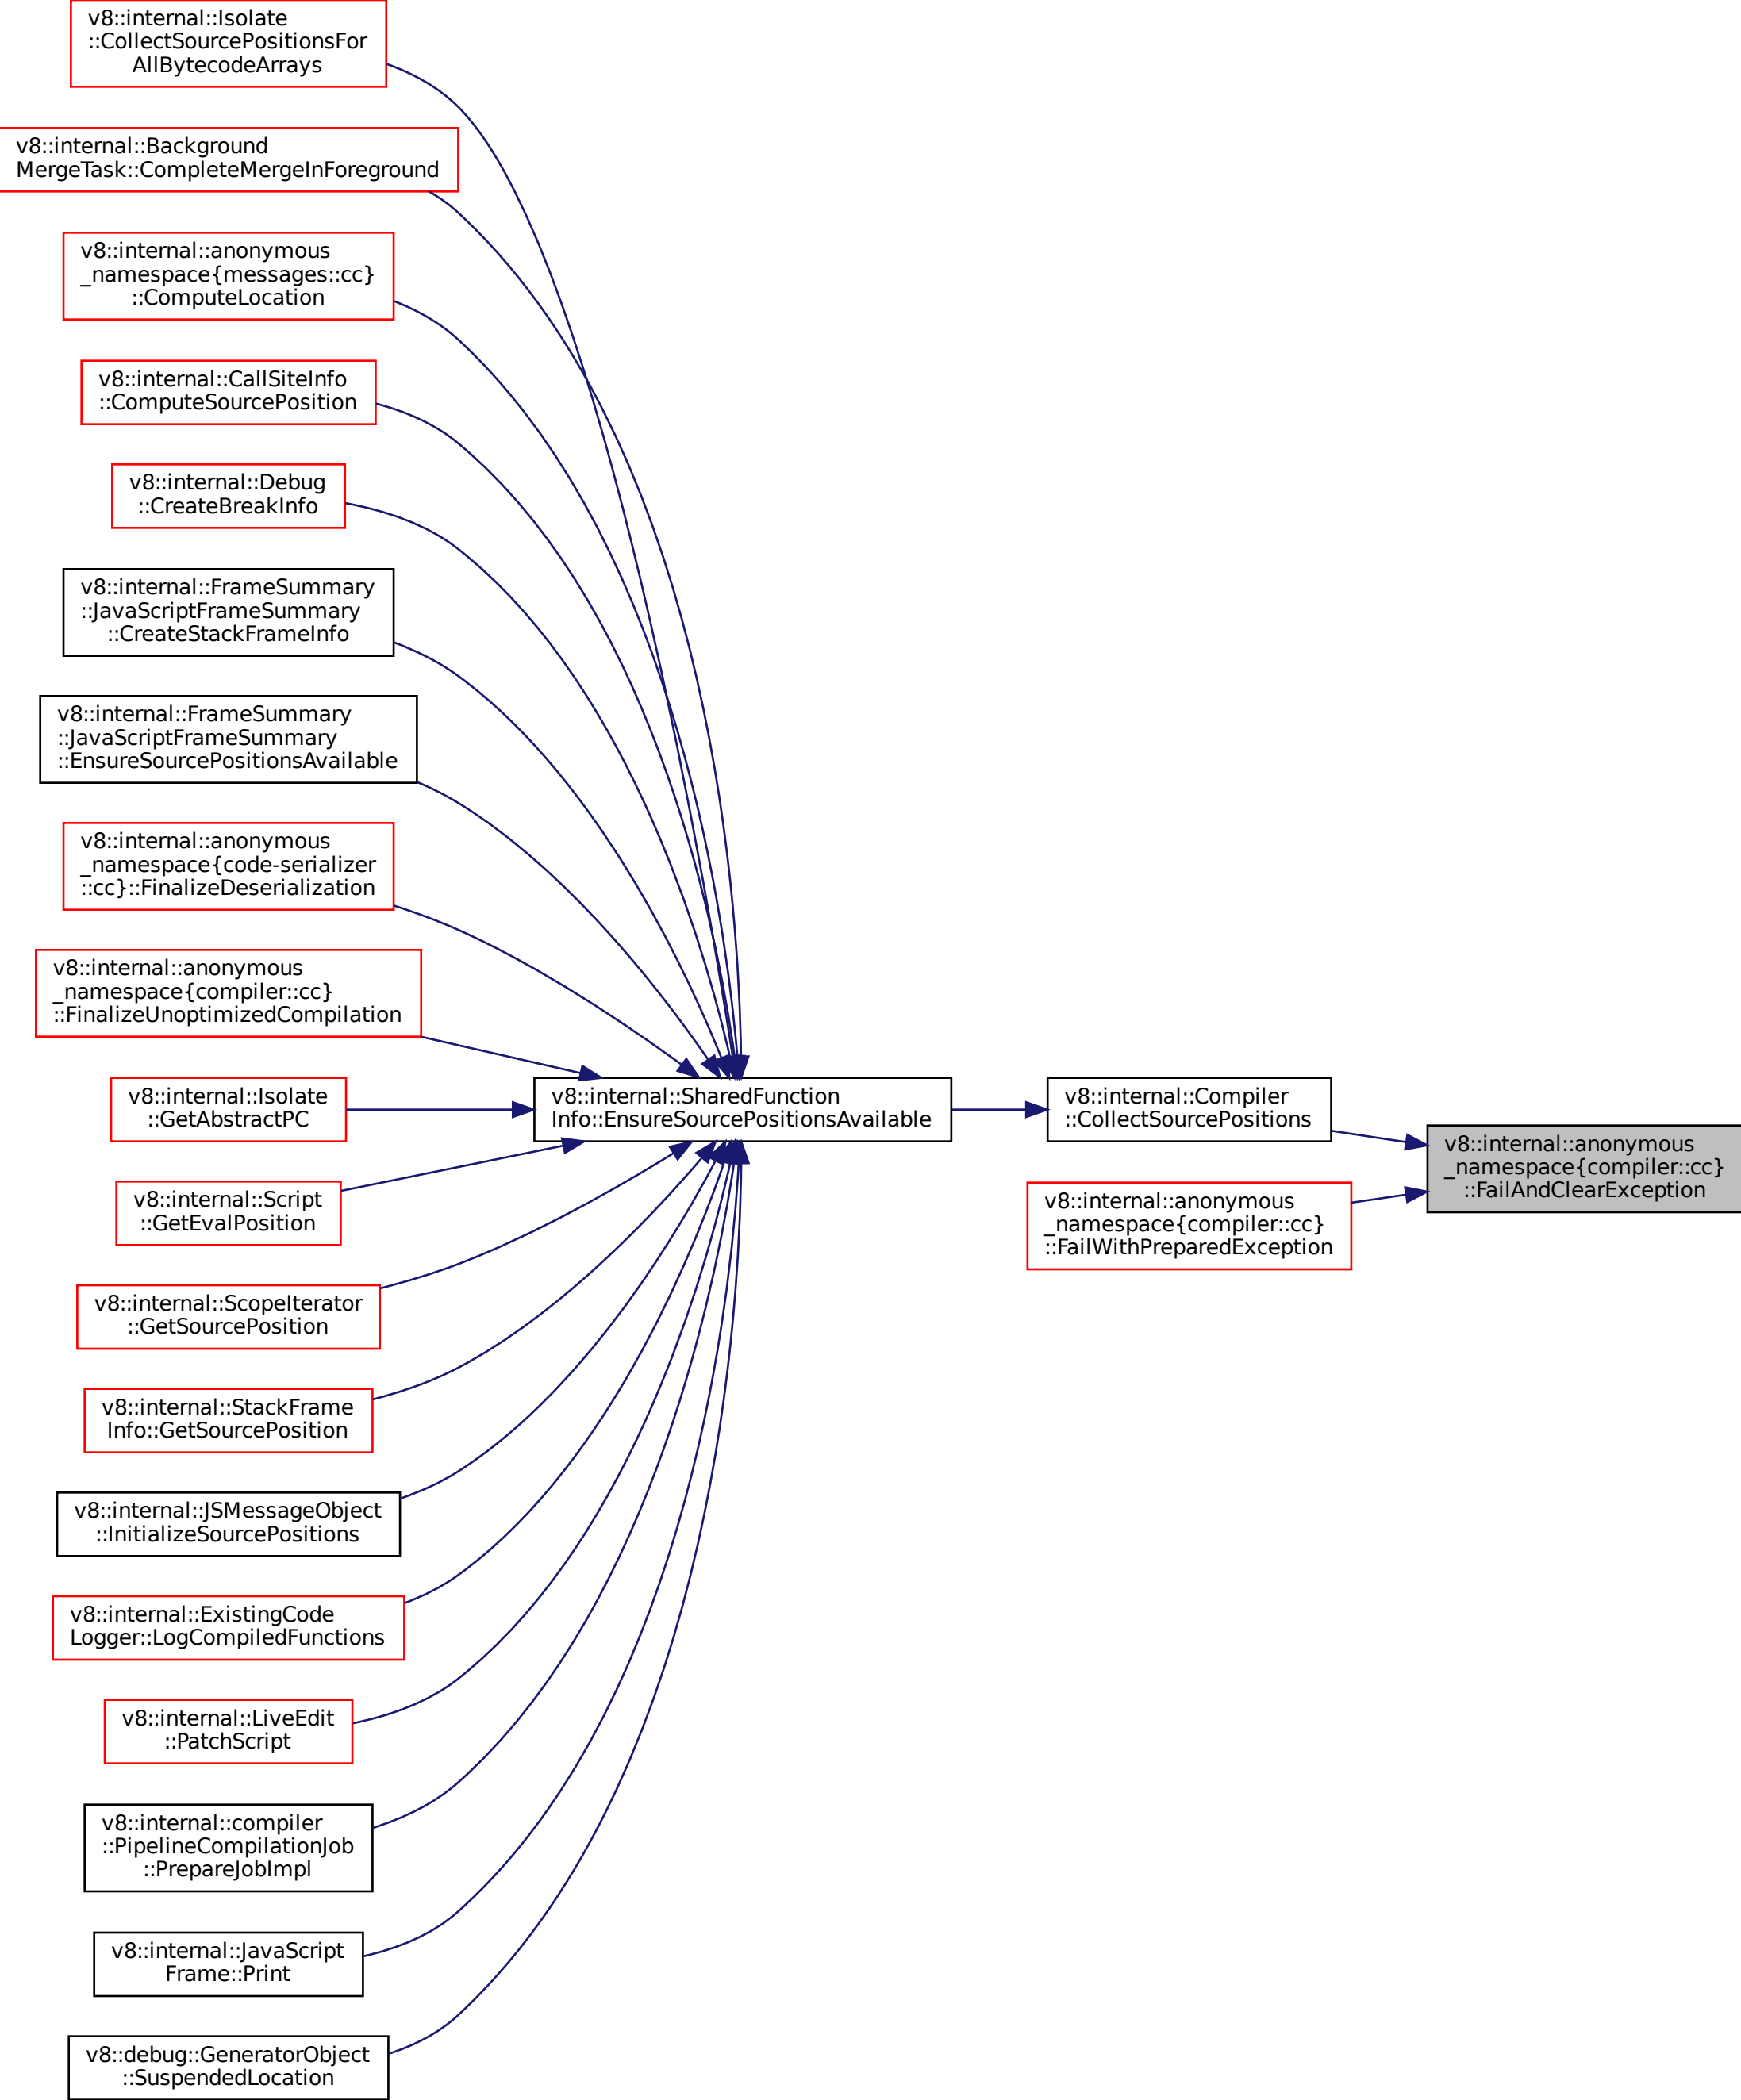 v8::internal::Isolate
::CollectSourcePositionsFor
AllBytecodeArrays
v8::internal::Background
MergeTask::CompleteMergeInForeground
v8::internal::anonymous
_namespace{messages::cc}
::ComputeLocation
v8::internal::CallSiteInfo
::ComputeSourcePosition
v8::internal::Debug
::CreateBreakInfo
v8::internal::FrameSummary
::JavaScriptFrameSummary
::CreateStackFrameInfo
v8::internal::FrameSummary
::JavaScriptFrameSummary
::EnsureSourcePositionsAvailable
v8::internal::anonymous
_namespace{code-serializer
::cc}::FinalizeDeserialization
v8::internal::anonymous
_namespace{compiler::cc}
::FinalizeUnoptimizedCompilation
v8::internal::Isolate
::GetAbstractPC
v8::internal::Script
::GetEvalPosition
v8::internal::ScopeIterator
::GetSourcePosition
v8::internal::StackFrame
Info::GetSourcePosition
v8::internal::JSMessageObject
::InitializeSourcePositions
v8::internal::ExistingCode
Logger::LogCompiledFunctions
v8::internal::LiveEdit
::PatchScript
v8::internal::compiler
::PipelineCompilationJob
::PrepareJobImpl
v8::internal::JavaScript
Frame::Print
v8::debug::GeneratorObject
::SuspendedLocation
v8::internal::SharedFunction
Info::EnsureSourcePositionsAvailable
v8::internal::Compiler
::CollectSourcePositions
v8::internal::anonymous
_namespace{compiler::cc}
::FailWithPreparedException
v8::internal::anonymous
_namespace{compiler::cc}
::FailAndClearException